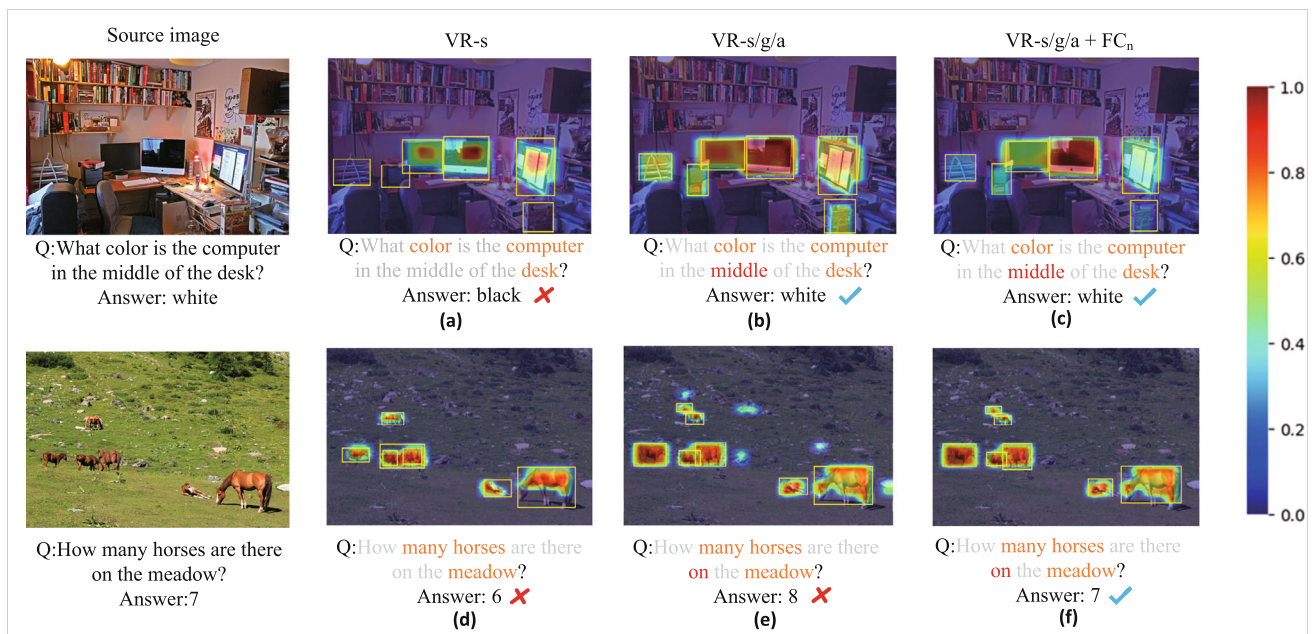 Source image
VR-s
VR-s/g/a
VR-s/g/a + FCn
1.0
0.8
0.6
0.4
0.2
0.0
Q:What color is the computer
in the middle of the desk?
Answer: white
Q:What color is the computer
in the middle of the desk?
Answer: black
(a)
Q:What color is the computer
in the middle of the desk?
Answer: white
(b)
Q:What color is the computer
in the middle of the desk?
Answer: white
(c)
Q:How many horses are there
on the meadow?
Answer:7
Q:How many horses are there
on the meadow?
Answer: 6
(d)
Q:How many horses are there
on the meadow?
Answer: 8
(e)
Q:How many horses are there
on the meadow?
Answer: 7
(f)